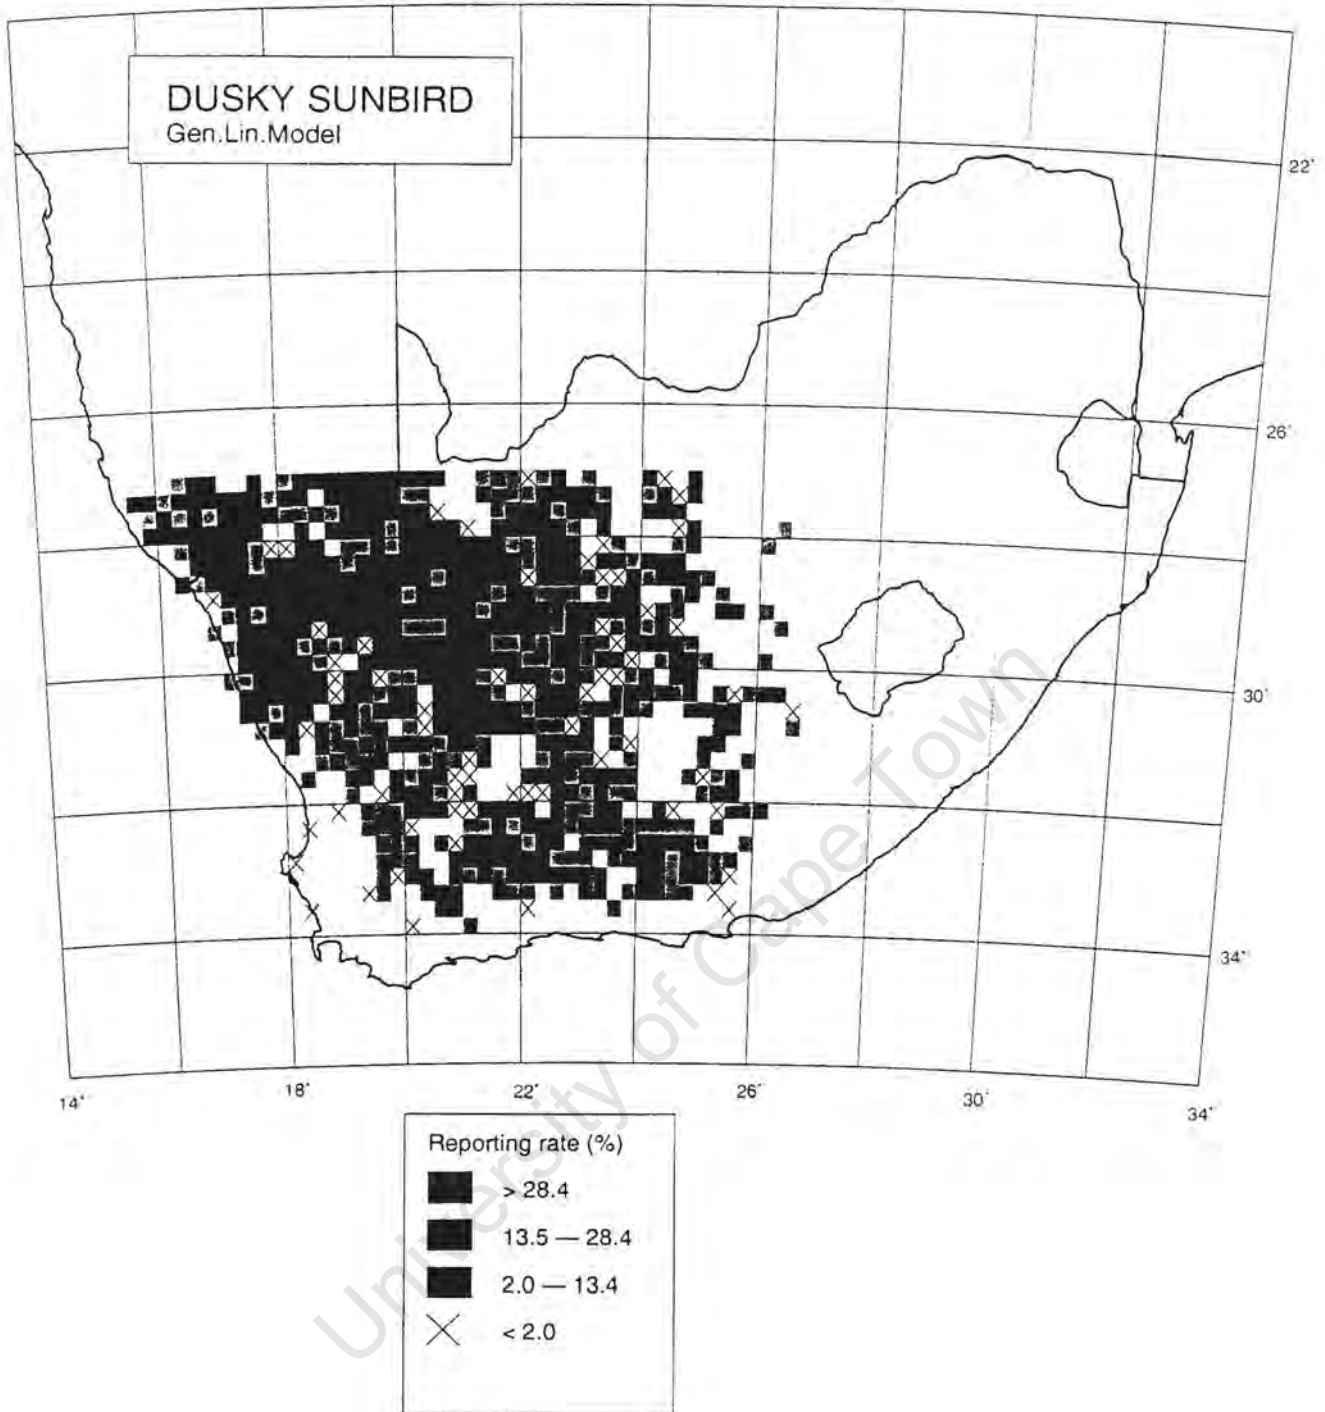 DUSKY SUNBIRD
Gen.Lin.Model
22°
26°
30°
34°
14°
18°
22°
26°
30°
34°
Reporting rate (%)
> 28.4
13.5 — 28.4
2.0 — 13.4
< 2.0
University of Cape Town